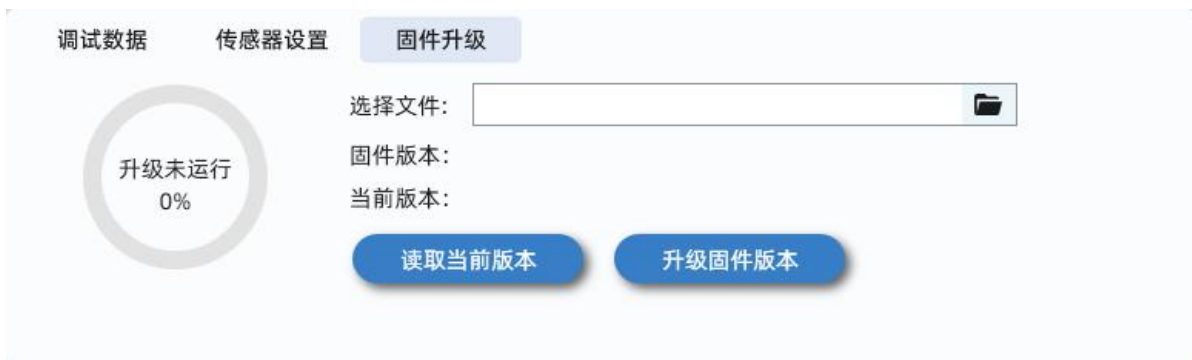 调试数据 传感器设置 固件升级
选择文件:
升级未运行
0%
固件版本:
当前版本:
读取当前版本 升级固件版本